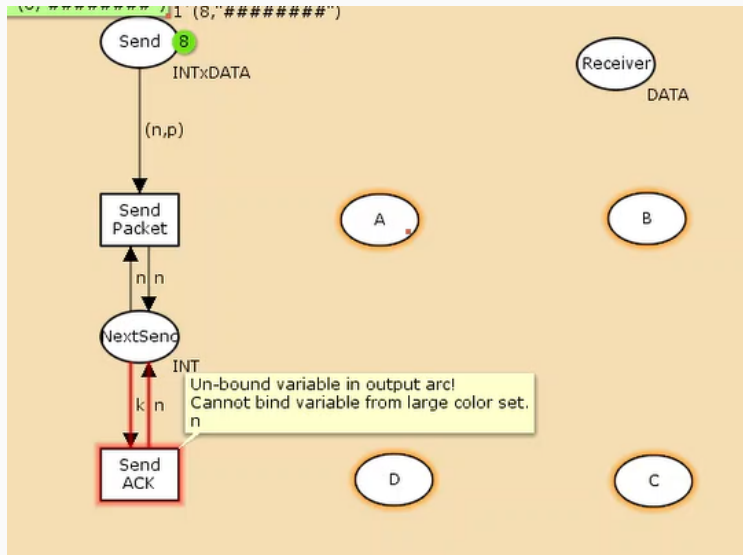 1`(8,"########")
Send
8
INTxDATA
Receiver
DATA
(n,p)
Send
Packet
A
B
n n
NextSend
INT
Un-bound variable in output arc!
Cannot bind variable from large color set.
n
k n
Send
ACK
D
C